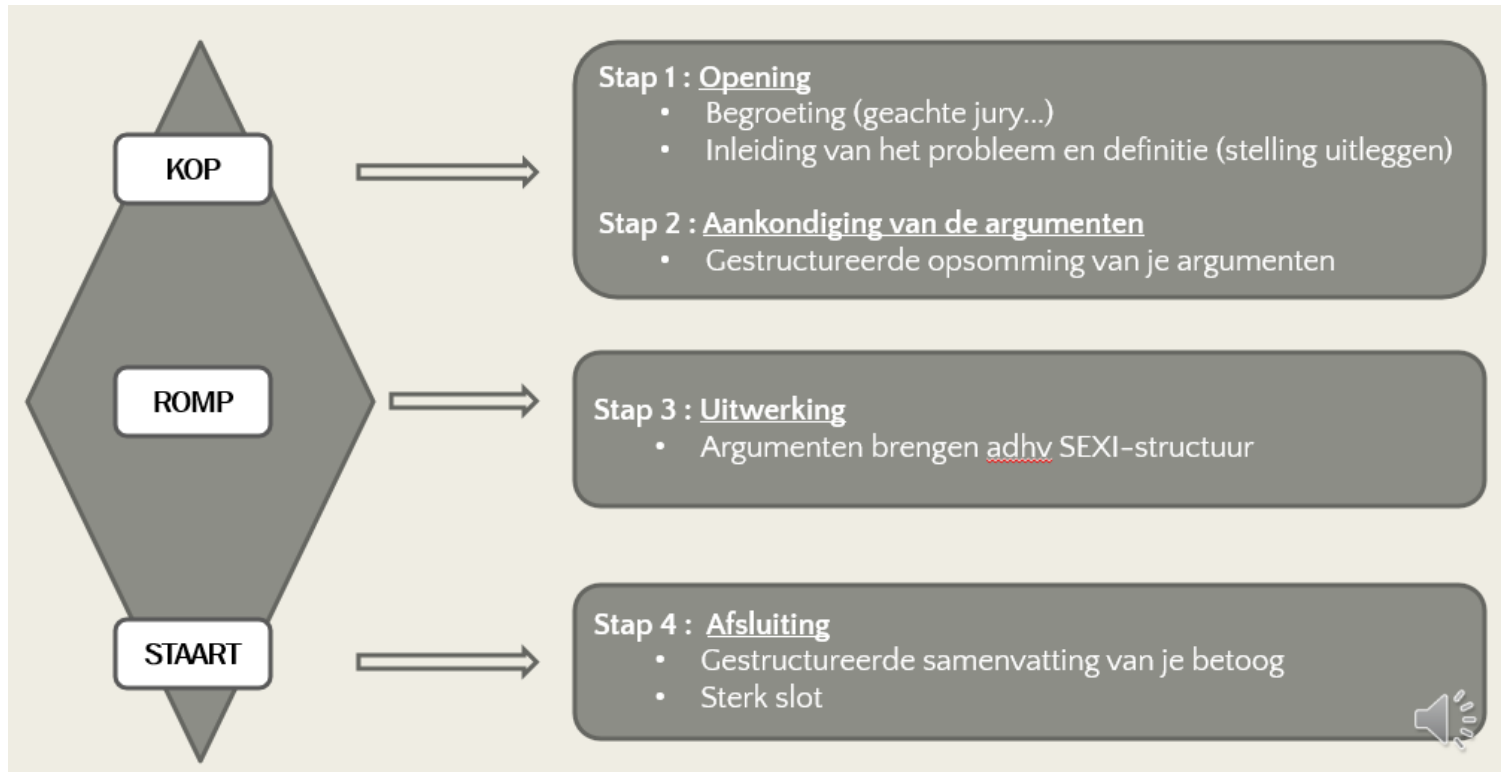 KOP
Stap 1 : Opening
• Begroeting (geachte jury...)
• Inleiding van het probleem en definitie (stelling uitleggen)
Stap 2 : Aankondiging van de argumenten
• Gestructureerde opsomming van je argumenten
ROMP
Stap 3 : Uitwerking
• Argumenten brengen adhv SEXI-structuur
STAART
Stap 4 : Afsluiting
• Gestructureerde samenvatting van je betoog
• Sterk slot